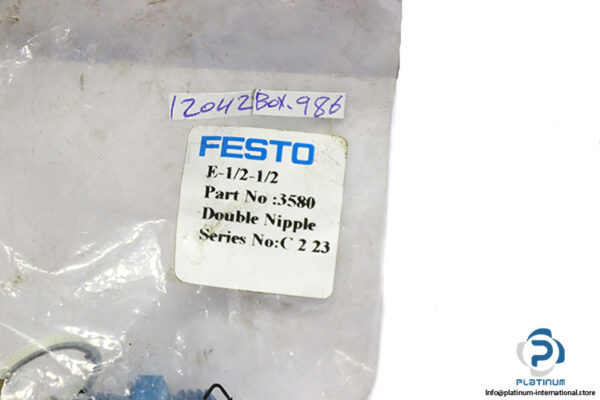 12042 Box.986
FESTO
E-1/2-1/2
Part No :3580
Double Nipple
Series No:C 2 23
PLATINUM
Info@platinum-international.store